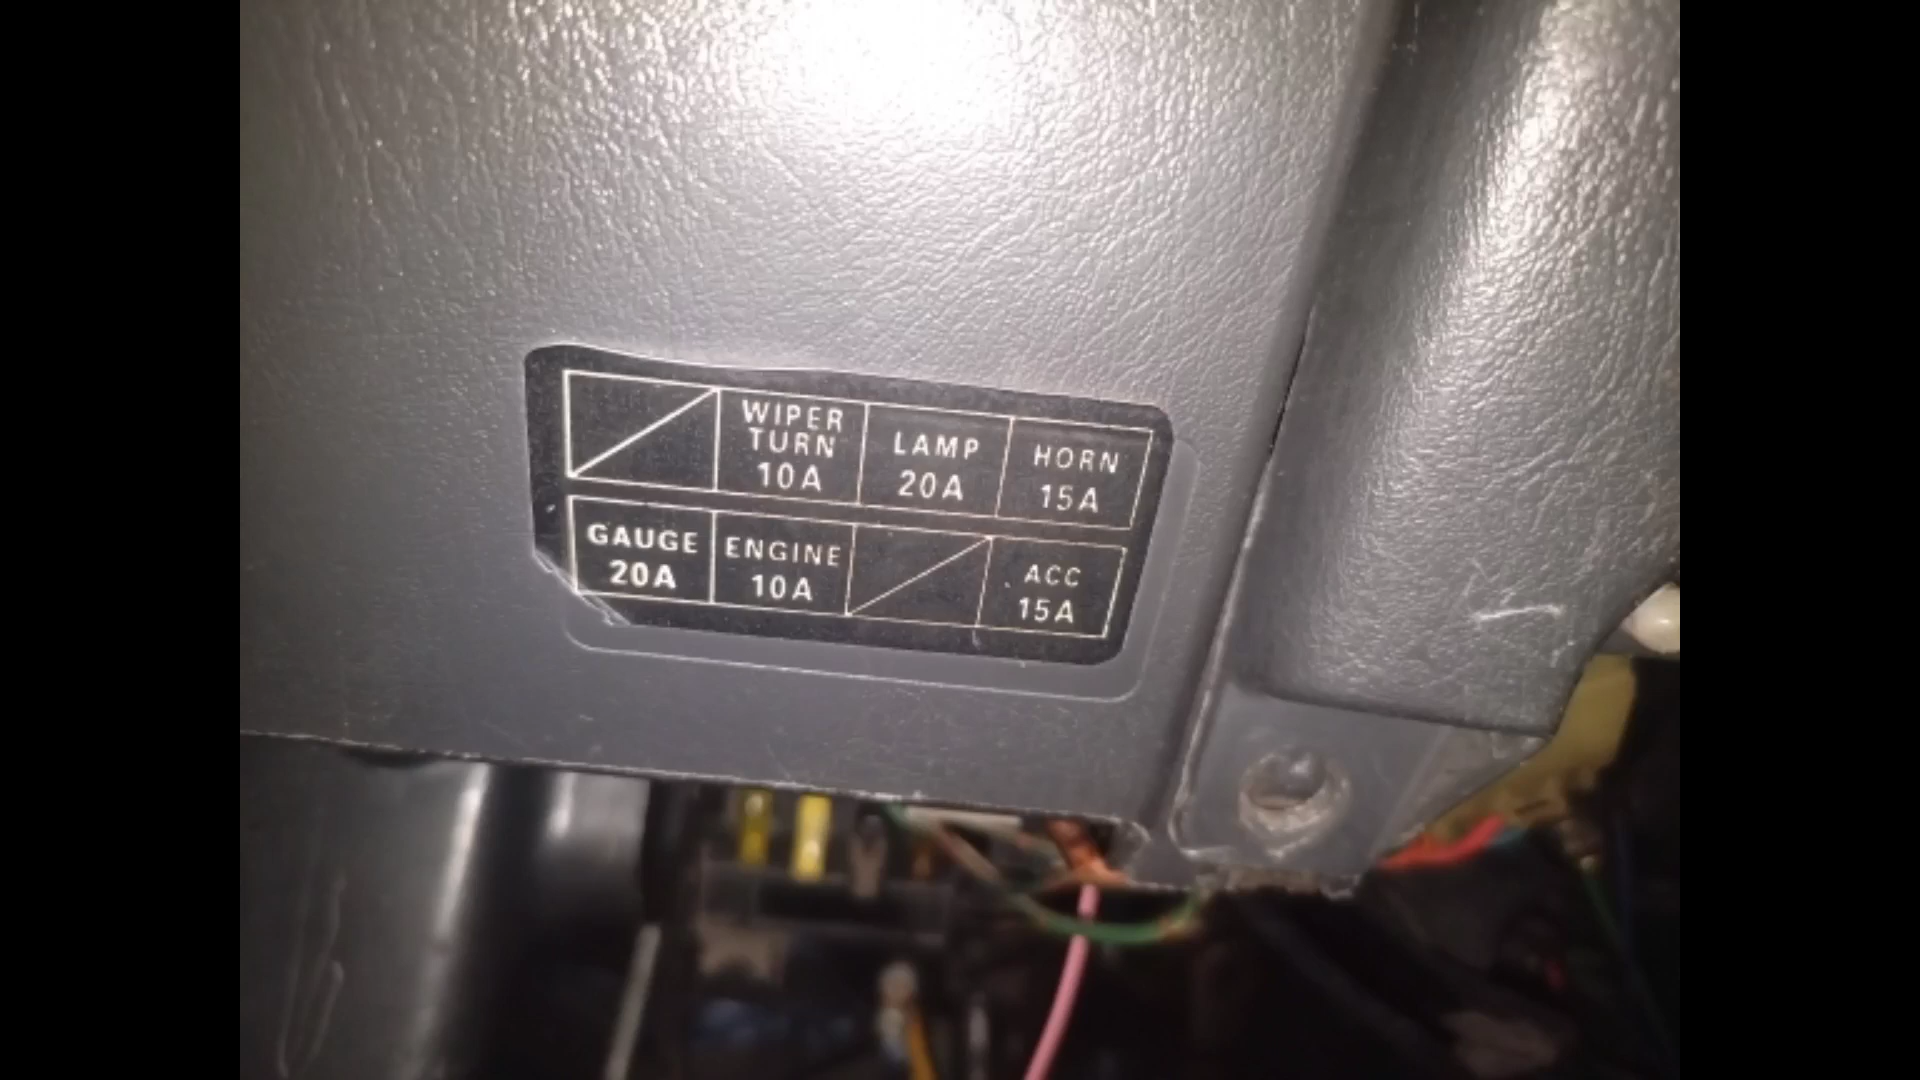 WIPER
TURN
10A
LAMP
20A
HORN
15A
GAUGE
20A
ENGINE
10A
ACC
15A